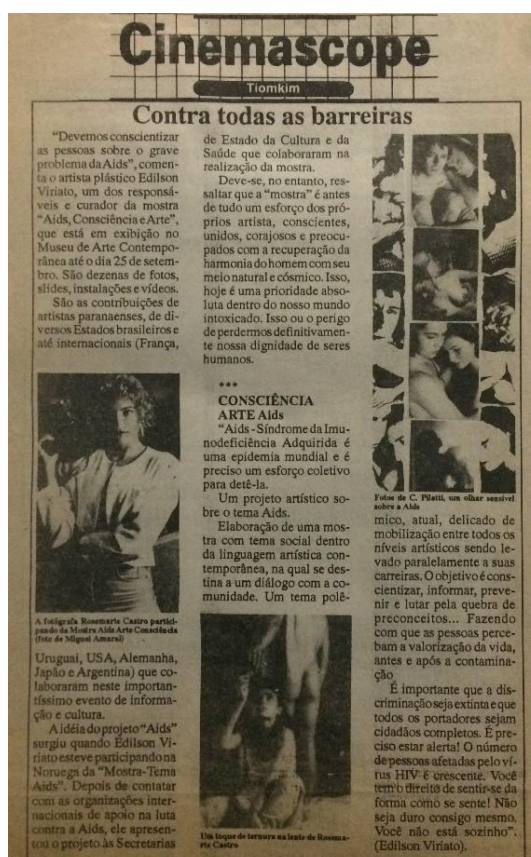 Cinemascope
Tiomkim
Contra todas as barreiras
"Devemos conscientizar
as pessoas sobre o grave
problema da Aids", comen-
ta o artista plástico Edilson
Viriato, um dos responsá-
veis e curador da mostra
"Aids, Consciência e Arte",
que está em exibição no
Museu de Arte Contempo-
rânea até o dia 25 de setem-
bro. São dezenas de fotos,
slides, instalações e vídeos.
São as contribuições de
artistas paranaenses, de di-
versos Estados brasileiros e
até internacionais (França,
A fotógrafa Rosemarte Castro partici-
pando da Mostra Aids Arte Consciência
(foto de Miguel Amaral)
Uruguai, USA, Alemanha,
Japão e Argentina) que co-
laboraram neste importan-
tíssimo evento de informa-
ção e cultura.
A idéia do projeto "Aids"
surgiu quando Edilson Vi-
riato esteve participando na
Noruega da "Mostra-Tema
Aids". Depois de contatar
com as organizações inter-
nacionais de apoio na luta
contra a Aids, ele apresen-
tou o projeto às Secretarias
de Estado da Cultura e da
Saúde que colaboraram na
realização da mostra.
Deve-se, no entanto, res-
saltar que a "mostra" é antes
de tudo um esforço dos pró-
prios artista, conscientes,
unidos, corajosos e preocu-
pados com a recuperação da
harmonia do homem com seu
meio natural e cósmico. Isso,
hoje é uma prioridade abso-
luta dentro do nosso mundo
intoxicado. Isso ou o perigo
de perdermos definitivamen-
te nossa dignidade de seres
humanos.
***
CONSCIÊNCIA
ARTE Aids
"Aids - Síndrome da Imu-
nodeficiência Adquirida é
uma epidemia mundial e é
preciso um esforço coletivo
para detê-la.
Um projeto artístico so-
bre o tema Aids.
Elaboração de uma mos-
tra com tema social dentro
da linguagem artística con-
temporânea, na qual se des-
tina a um diálogo com a co-
munidade. Um tema polê-
Um toque de ternura na lente de Rosema-
rte Castro
Fotos de C. Pilatti, um olhar sensível
sobre a Aids
mico, atual, delicado de
mobilização entre todos os
níveis artísticos sendo le-
vado paralelamente a suas
carreiras. O objetivo é cons-
cientizar, informar, preve-
nir e lutar pela quebra de
preconceitos... Fazendo
com que as pessoas perce-
bam a valorização da vida,
antes e após a contamina-
ção
É importante que a dis-
criminação seja extinta e que
todos os portadores sejam
cidadãos completos. É pre-
ciso estar alerta! O número
de pessoas afetadas pelo ví-
rus HIV é crescente. Você
tem o direito de sentir-se da
forma como se sente! Não
seja duro consigo mesmo.
Você não está sozinho".
(Edilson Viriato).